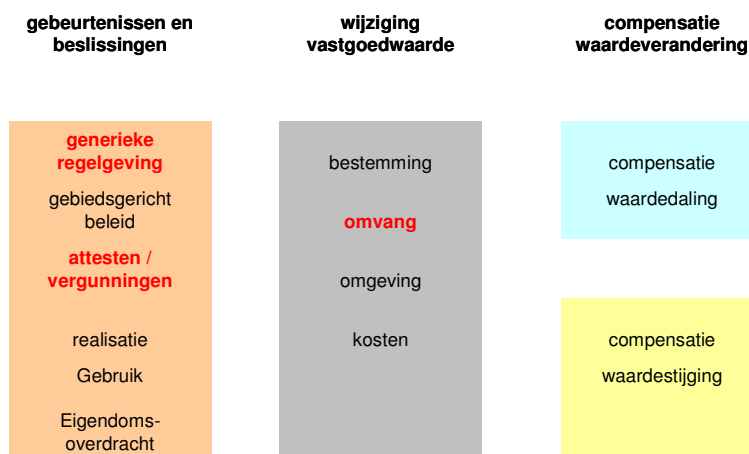 gebeurtenissen en
beslissingen
wijziging
vastgoedwaarde
compensatie
waardeverandering
generieke
regelgeving
gebiedsgericht
beleid
attesten /
vergunningen
realisatie
Gebruik
Eigendoms-
overdracht
bestemming
omvang
omgeving
kosten
compensatie
waardedaling
compensatie
waardestijging